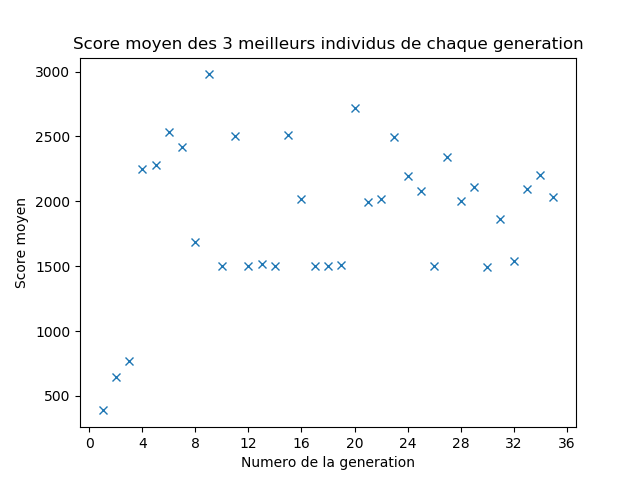 Score moyen des 3 meilleurs individus de chaque generation
3000
2500
2000
1500
1000
500
Score moyen
0 4 8 12 16 20 24 28 32 36
Numero de la generation